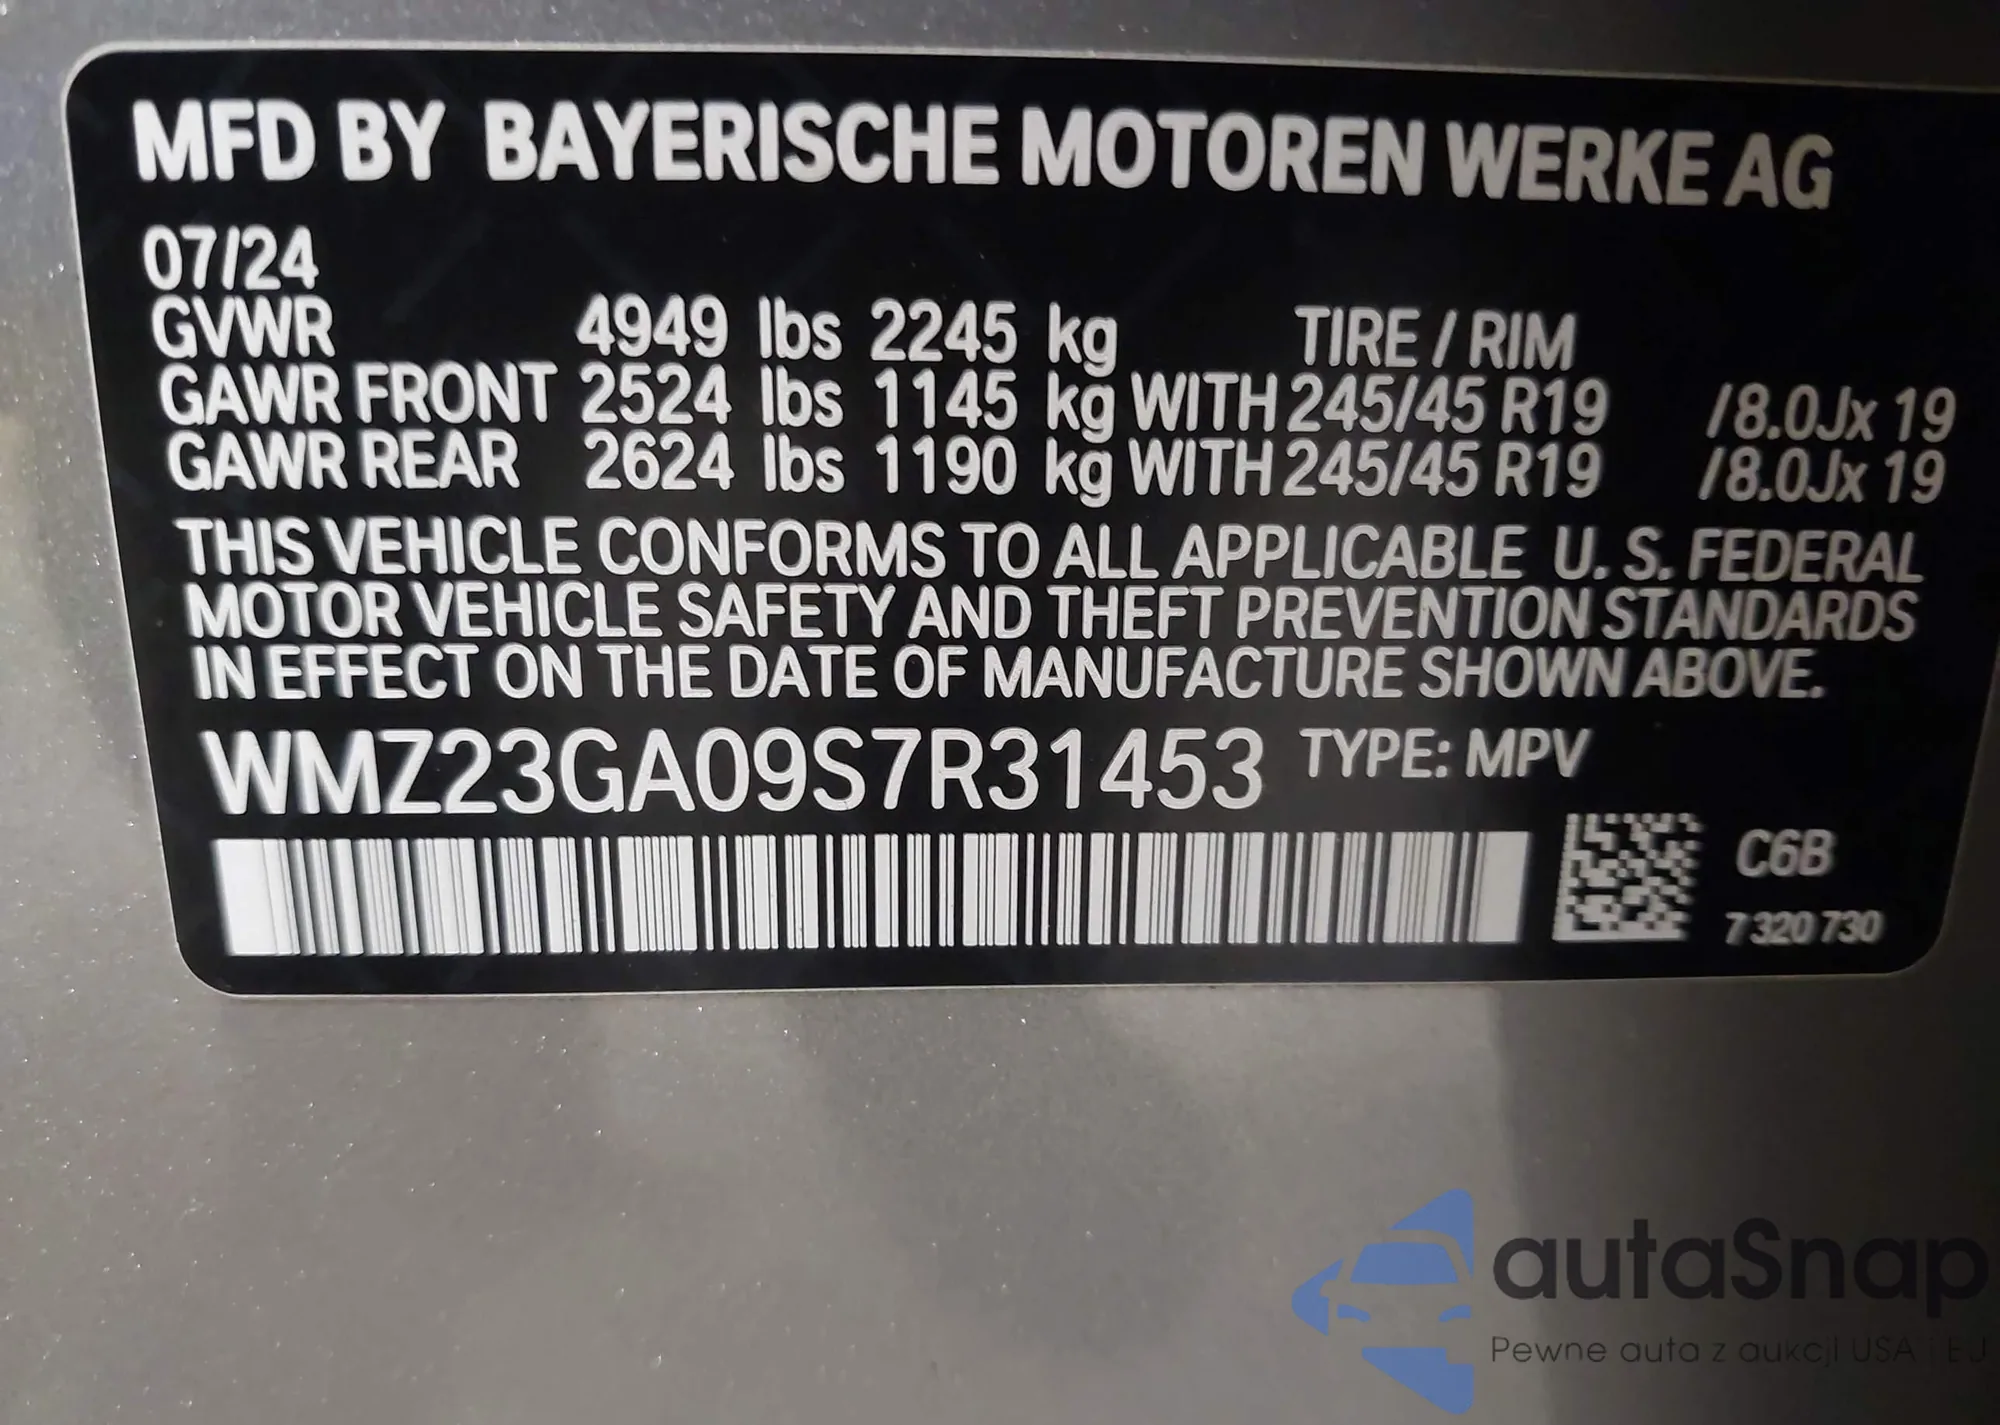 MFD BY BAYERISCHE MOTOREN WERKE AG
07/24
GVWR 4949 lbs 2245 kg TIRE / RIM
GAWR FRONT 2524 lbs 1145 kg WITH 245/45 R19 /8.0Jx 19
GAWR REAR 2624 lbs 1190 kg WITH 245/45 R19 /8.0Jx 19
THIS VEHICLE CONFORMS TO ALL APPLICABLE U. S. FEDERAL
MOTOR VEHICLE SAFETY AND THEFT PREVENTION STANDARDS
IN EFFECT ON THE DATE OF MANUFACTURE SHOWN ABOVE.
WMZ23GA09S7R31453 TYPE: MPV
C6B
7 320 730
autaSnap
Pewne auta z aukcji USA i EU